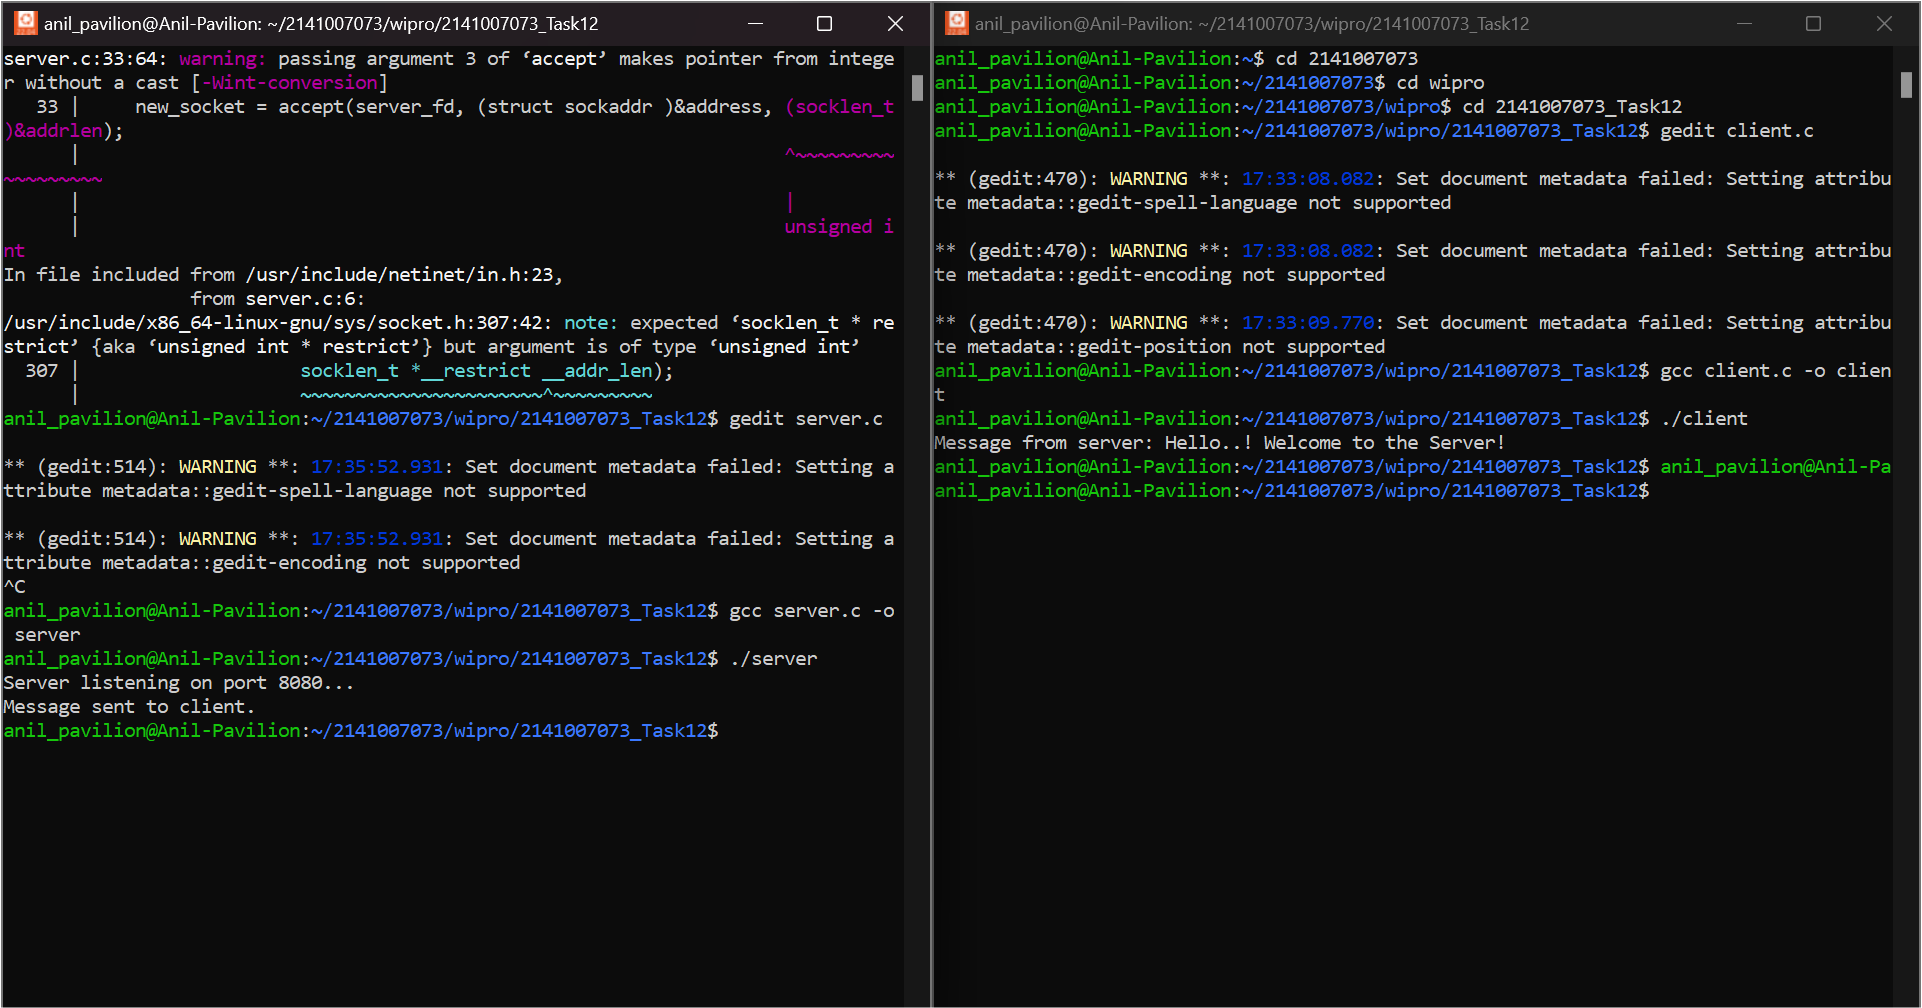 anil_pavilion@Anil-Pavilion: ~/2141007073/wipro/2141007073_Task12
server.c:33:64: warning: passing argument 3 of ‘accept’ makes pointer from intege
r without a cast [-Wint-conversion]
   33 |     new_socket = accept(server_fd, (struct sockaddr )&address, (socklen_t
)&addrlen);
      |                                                                ^~~~~~~~~~
~~~~~~~~~
      |                                                                |
      |                                                                unsigned i
nt
In file included from /usr/include/netinet/in.h:23,
                 from server.c:6:
/usr/include/x86_64-linux-gnu/sys/socket.h:307:42: note: expected ‘socklen_t * re
strict’ {aka ‘unsigned int * restrict’} but argument is of type ‘unsigned int’
  307 |                    socklen_t *__restrict __addr_len);
      |                    ~~~~~~~~~~~~~~~~~~~~~~^~~~~~~~~~
anil_pavilion@Anil-Pavilion:~/2141007073/wipro/2141007073_Task12$ gedit server.c
** (gedit:514): WARNING **: 17:35:52.931: Set document metadata failed: Setting a
ttribute metadata::gedit-spell-language not supported
** (gedit:514): WARNING **: 17:35:52.931: Set document metadata failed: Setting a
ttribute metadata::gedit-encoding not supported
^C
anil_pavilion@Anil-Pavilion:~/2141007073/wipro/2141007073_Task12$ gcc server.c -o
 server
anil_pavilion@Anil-Pavilion:~/2141007073/wipro/2141007073_Task12$ ./server
Server listening on port 8080...
Message sent to client.
anil_pavilion@Anil-Pavilion:~/2141007073/wipro/2141007073_Task12$
anil_pavilion@Anil-Pavilion: ~/2141007073/wipro/2141007073_Task12
anil_pavilion@Anil-Pavilion:~$ cd 2141007073
anil_pavilion@Anil-Pavilion:~/2141007073$ cd wipro
anil_pavilion@Anil-Pavilion:~/2141007073/wipro$ cd 2141007073_Task12
anil_pavilion@Anil-Pavilion:~/2141007073/wipro/2141007073_Task12$ gedit client.c
** (gedit:470): WARNING **: 17:33:08.082: Set document metadata failed: Setting attribu
te metadata::gedit-spell-language not supported
** (gedit:470): WARNING **: 17:33:08.082: Set document metadata failed: Setting attribu
te metadata::gedit-encoding not supported
** (gedit:470): WARNING **: 17:33:09.770: Set document metadata failed: Setting attribu
te metadata::gedit-position not supported
anil_pavilion@Anil-Pavilion:~/2141007073/wipro/2141007073_Task12$ gcc client.c -o clien
t
anil_pavilion@Anil-Pavilion:~/2141007073/wipro/2141007073_Task12$ ./client
Message from server: Hello..! Welcome to the Server!
anil_pavilion@Anil-Pavilion:~/2141007073/wipro/2141007073_Task12$ anil_pavilion@Anil-Pa
anil_pavilion@Anil-Pavilion:~/2141007073/wipro/2141007073_Task12$